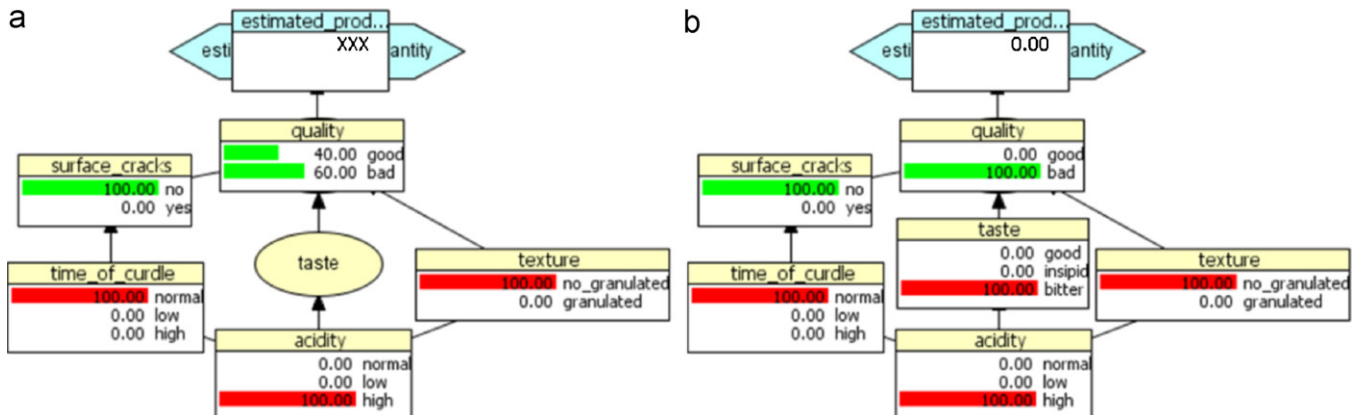 a
estimated_prod...
esti
XXX
antity
quality
40.00 good
60.00 bad
surface_cracks
100.00 no
0.00 yes
taste
texture
100.00 no_granulated
0.00 granulated
time_of_curdle
100.00 normal
0.00 low
0.00 high
acidity
0.00 normal
0.00 low
100.00 high
b
estimated_prod...
esti
0.00
antity
quality
0.00 good
100.00 bad
surface_cracks
100.00 no
0.00 yes
taste
0.00 good
0.00 insipid
100.00 bitter
texture
100.00 no_granulated
0.00 granulated
time_of_curdle
100.00 normal
0.00 low
0.00 high
acidity
0.00 normal
0.00 low
100.00 high